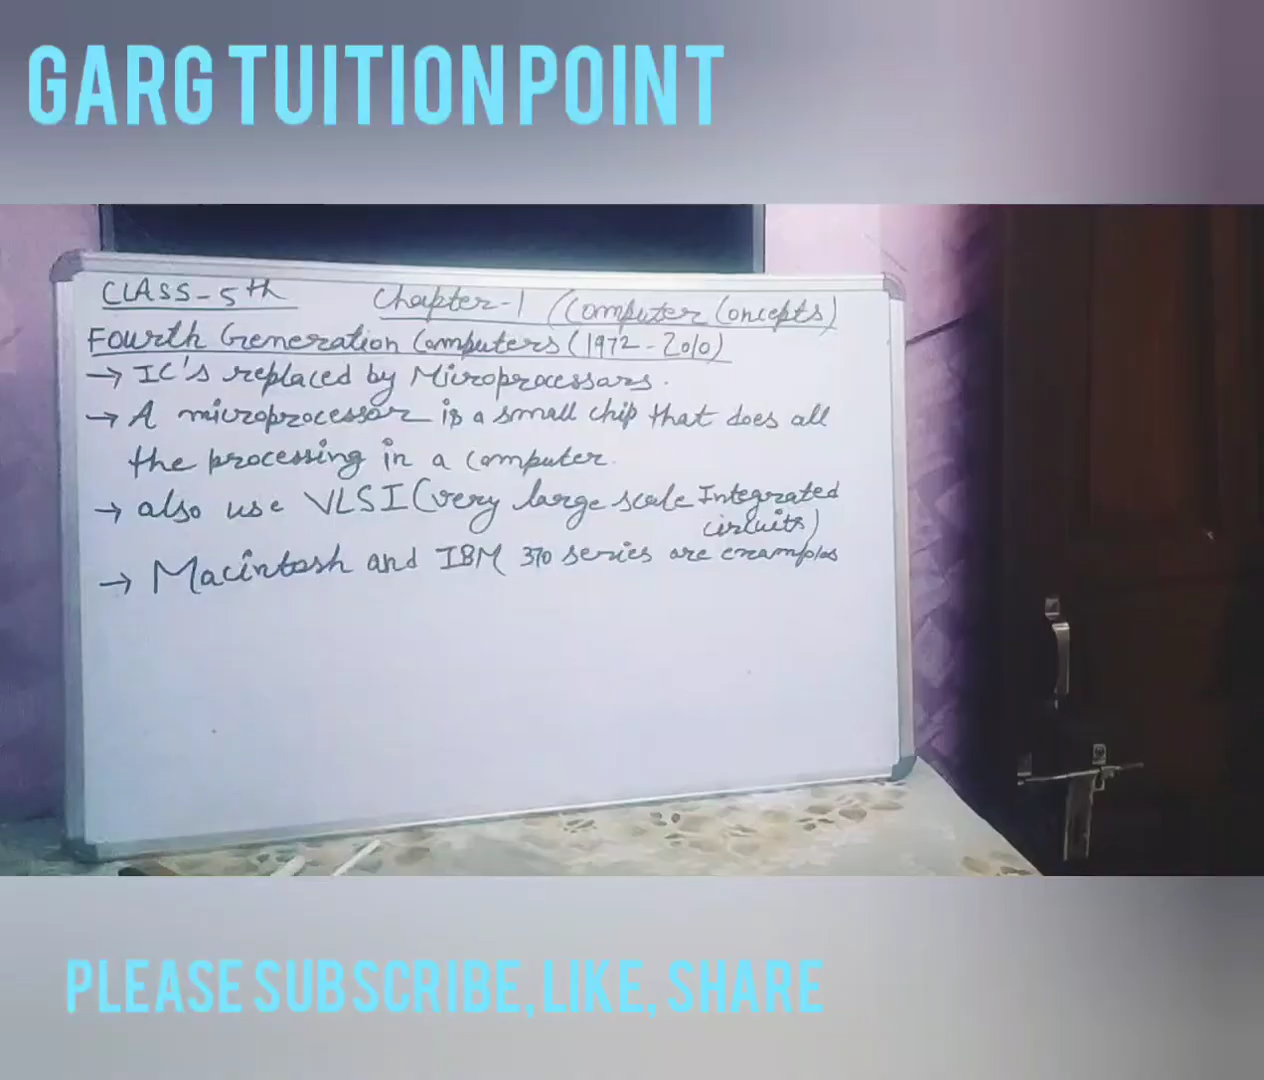 GARG TUITION POINT
CLASS-5th Chapter-1 (Computer Concepts)
Fourth Generation Computers (1972-2010)
→ IC's replaced by Microprocessars.
→ A microprocessor is a small chip that does all
the processing in a computer.
→ also use VLSI (very large scale Integrated
circuits)
→ Macintosh and IBM 370 series are examples
PLEASE SUBSCRIBE, LIKE, SHARE